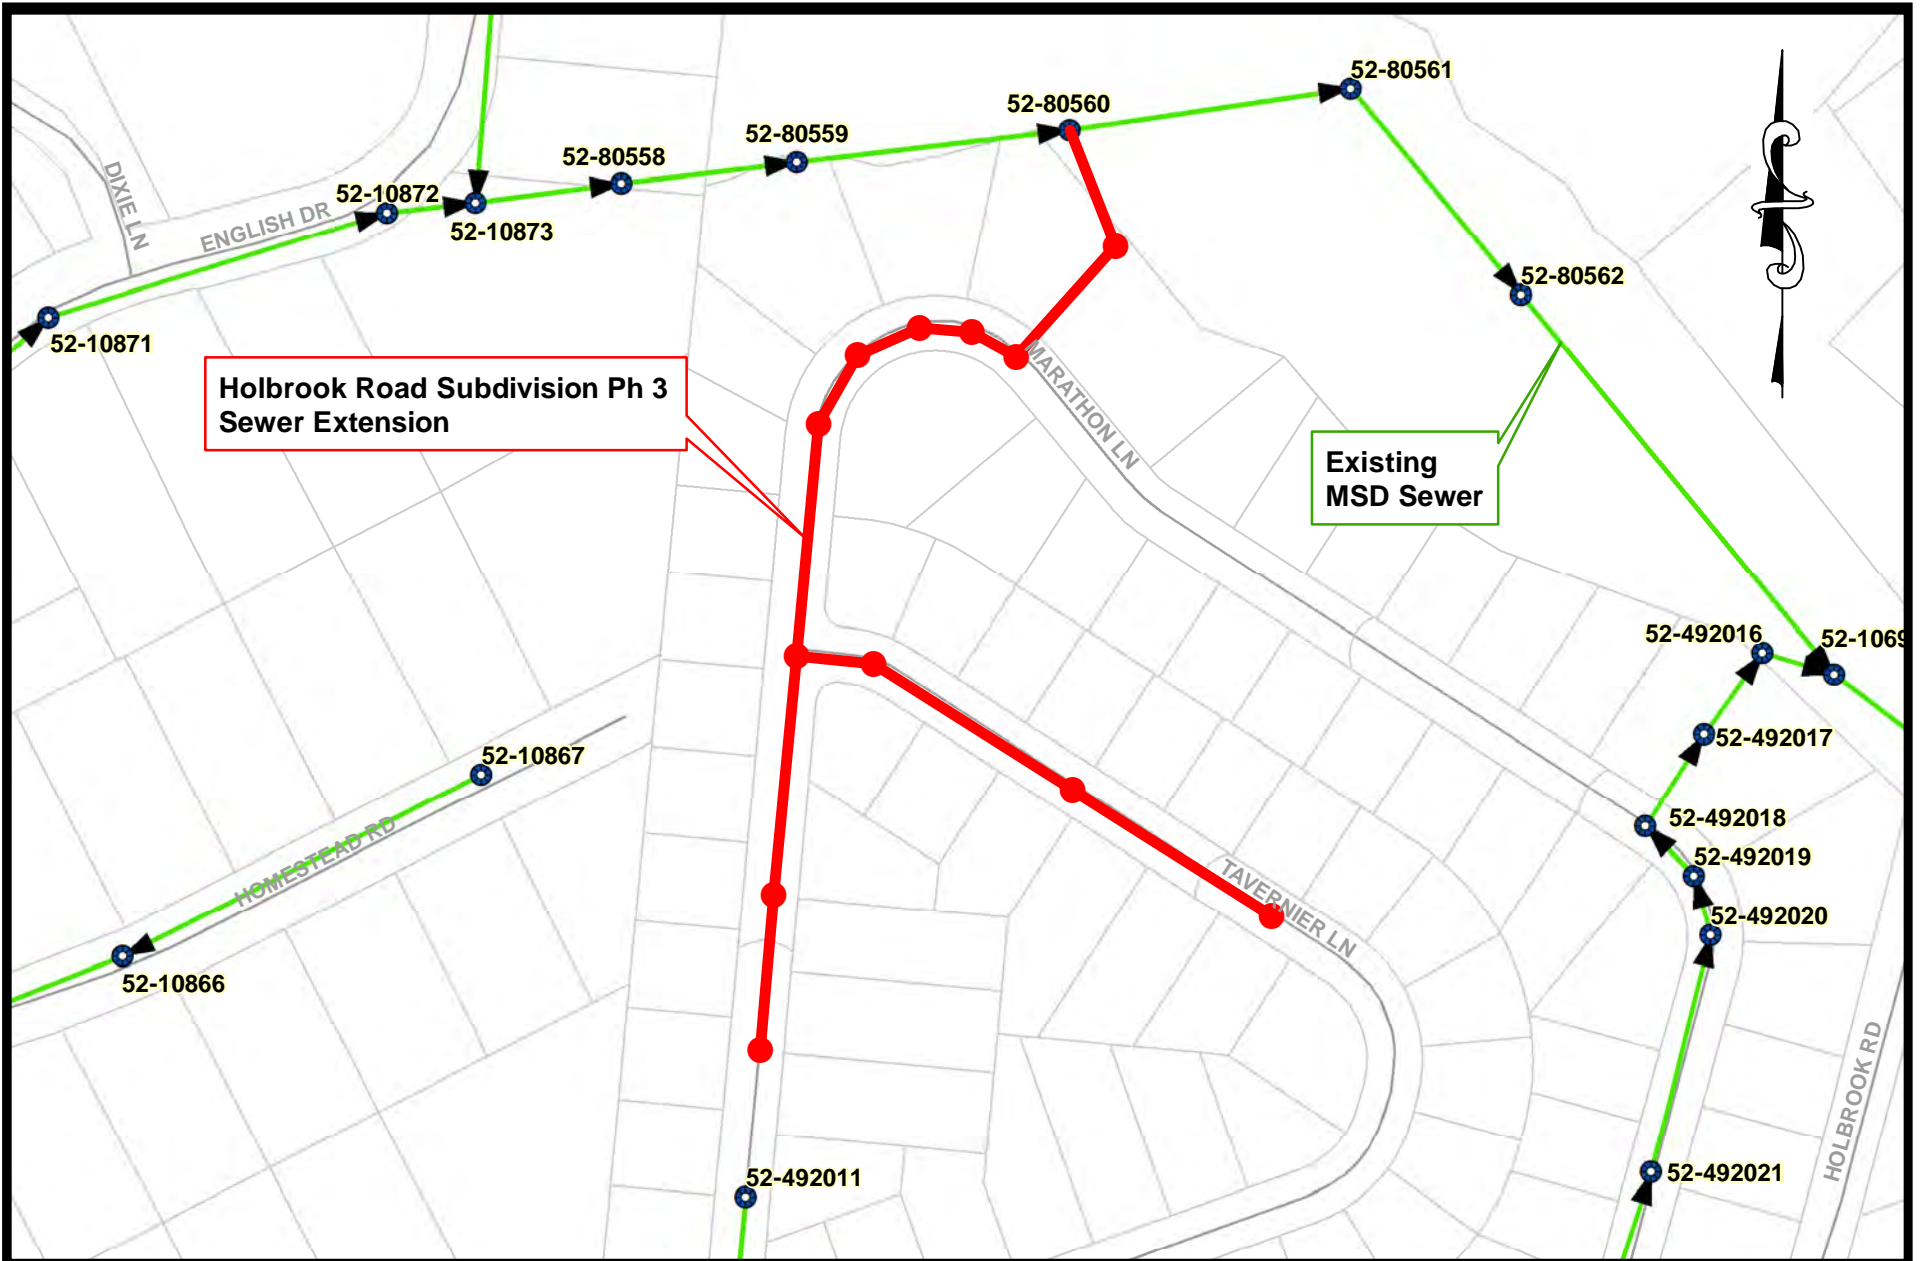 52-80561
52-80560
52-80559
52-80558
52-10872
DIXIE LN
ENGLISH DR
52-10873
52-80562
52-10871
MARATHON LN
Holbrook Road Subdivision Ph 3
Sewer Extension
Existing
MSD Sewer
52-492016
52-1069
52-492017
52-10867
52-492018
HOMESTEAD RD
52-492019
TAVERNIER LN
52-492020
52-10866
HOLBROOK RD
52-492011
52-492021